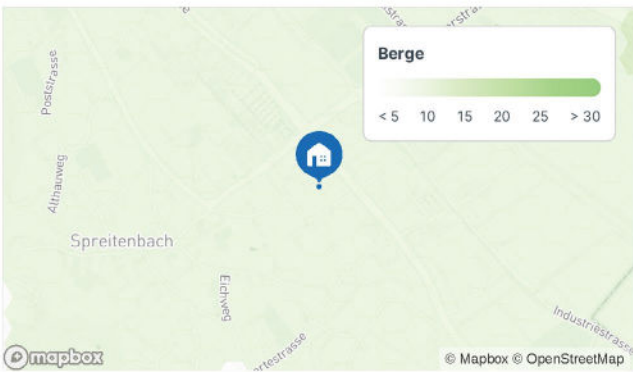 Poststrasse
Althauweg
Spreitenbach
Eichweg
Industriestrasse
Berge
< 5 10 15 20 25 > 30
mapbox
© Mapbox © OpenStreetMap